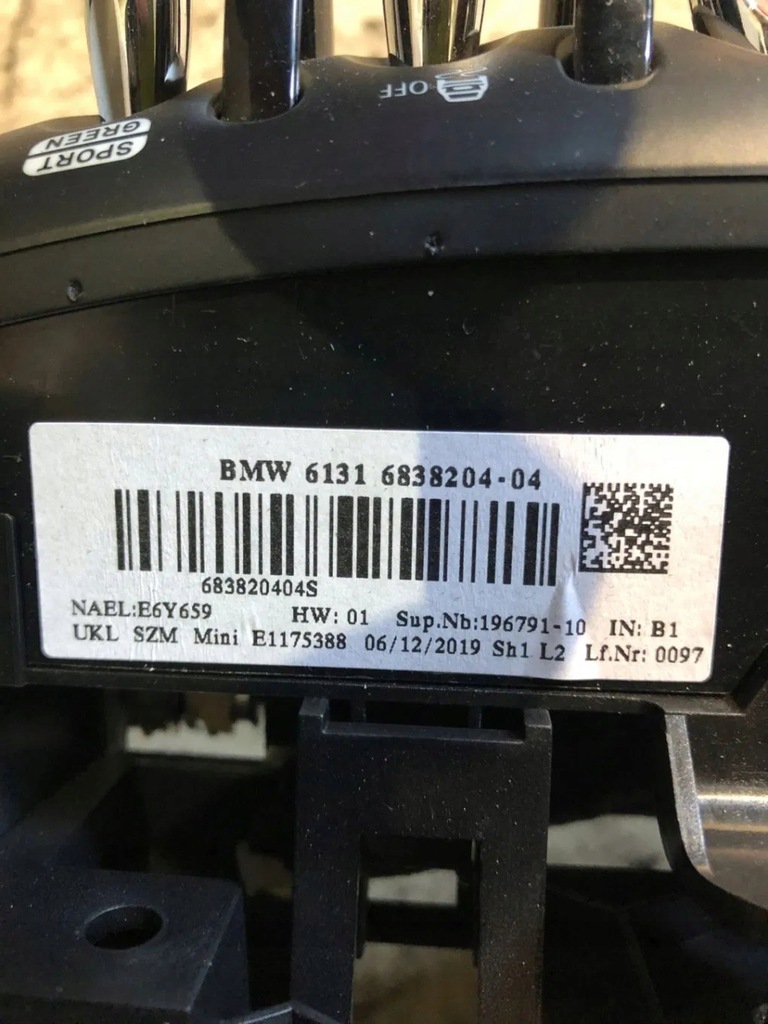 OFF
SPORT
GREEN
BMW 6131 6838204-04
683820404S
NAEL:E6Y659 HW: 01 Sup.Nb:196791-10 IN: B1
UKL SZM Mini E1175388 06/12/2019 Sh1 L2 Lf.Nr: 0097